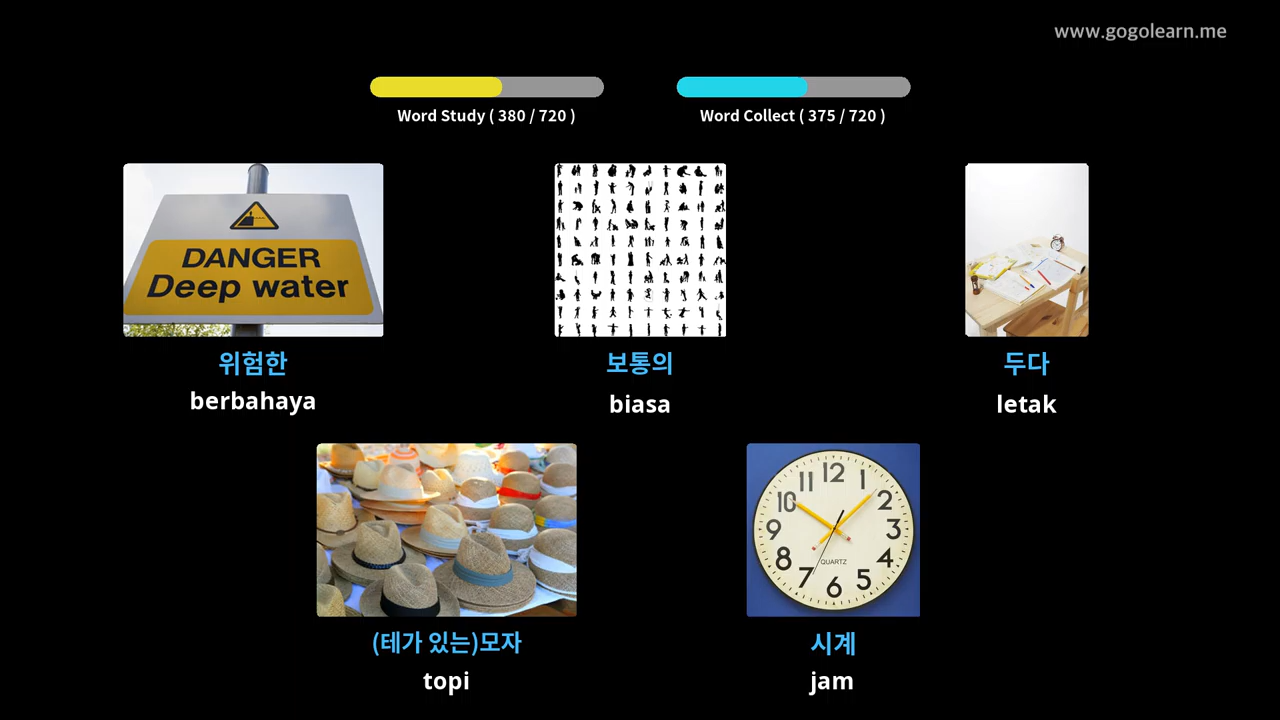 www.gogolearn.me
Word Study ( 380 / 720 )
Word Collect ( 375 / 720 )
DANGER
Deep water
위험한
berbahaya
보통의
biasa
두다
letak
(테가 있는)모자
topi
12
11 1
10 2
9 3
8 4
7 5
6
QUARTZ
시계
jam